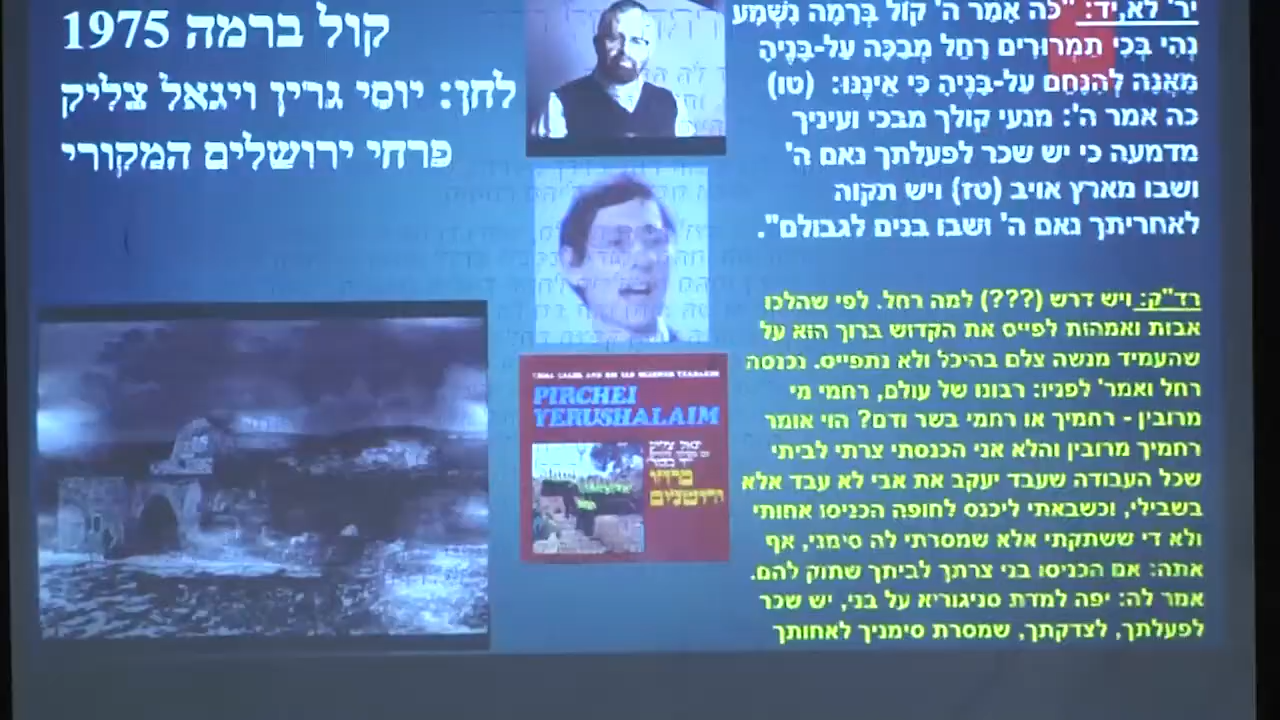 יר' לא,יד: "כֹּה אָמַר ה' קוֹל בְּרָמָה נִשְׁמָע
נְהִי בְּכִי תַמְרוּרִים רָחֵל מְבַכָּה עַל-בָּנֶיהָ
מֵאֲנָה לְהִנָּחֵם עַל-בָּנֶיהָ כִּי אֵינֶנּוּ: (טו)
כה אמר ה': מנעי קולך מבכי ועיניך
מדמעה כי יש שכר לפעלתך נאם ה'
ושבו מארץ אויב (טז) ויש תקוה
לאחריתך נאם ה' ושבו בנים לגבולם".
רד"ק: ויש דרש (???) למה רחל. לפי שהלכו
אבות ואמהות לפייס את הקדוש ברוך הוא על
שהעמיד מנשה צלם בהיכל ולא נתפייס. נכנסה
רחל ואמר' לפניו: רבונו של עולם, רחמי מי
מרובין - רחמיך או רחמי בשר ודם? הוי אומר
רחמיך מרובין והלא אני הכנסתי צרתי לביתי
שכל העבודה שעבד יעקב את אבי לא עבד אלא
בשבילי, וכשבאתי ליכנס לחופה הכניסו אחותי
ולא די ששתקתי אלא שמסרתי לה סימני, אף
אתה: אם הכניסו בני צרתך לביתך שתוק להם.
אמר לה: יפה למדת סניגוריא על בני, יש שכר
לפעלתך, לצדקתך, שמסרת סימניך לאחותך
קול ברמה 1975
לחן: יוסי גרין ויגאל צליק
פרחי ירושלים המקורי
PIRCHEI
YERUSHALAIM
יגאל צליק
פרחי
ירושלים